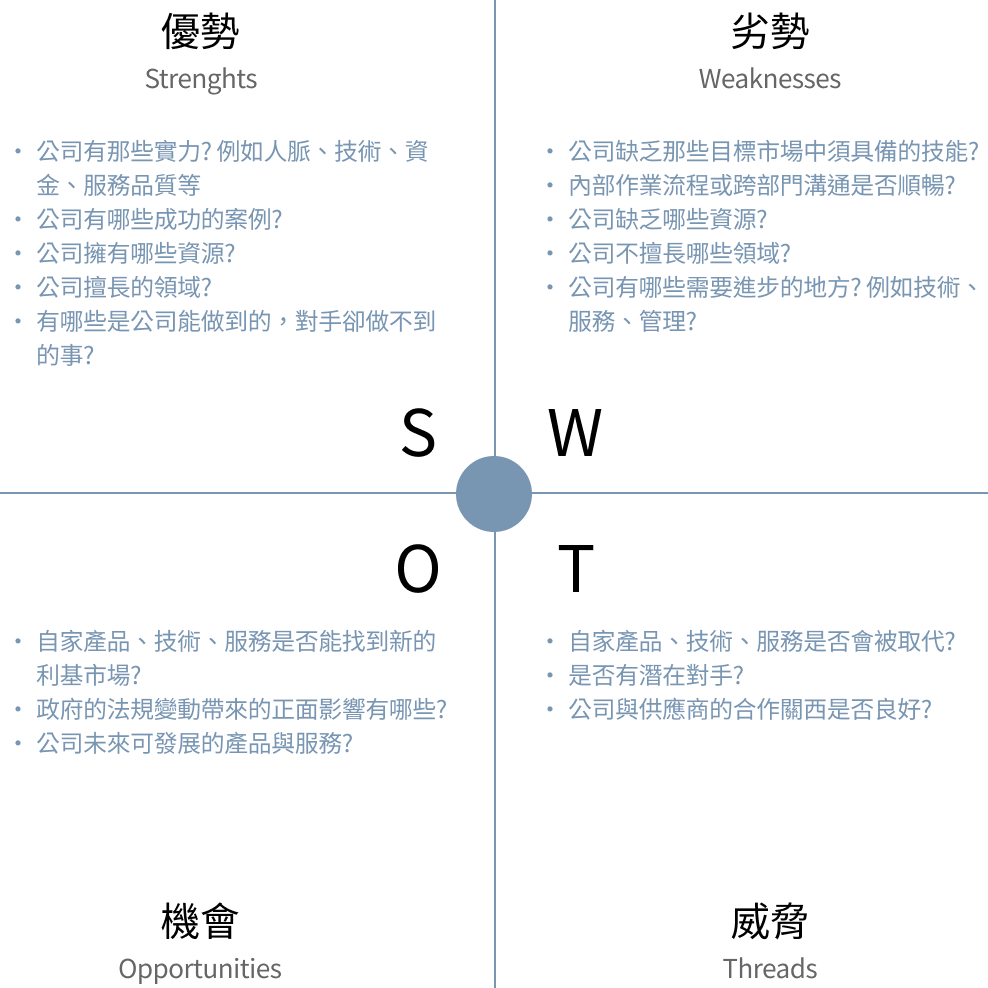 優勢
Strenghts
• 公司有那些實力? 例如人脈、技術、資
金、服務品質等
• 公司有哪些成功的案例?
• 公司擁有哪些資源?
• 公司擅長的領域?
• 有哪些是公司能做到的，對手卻做不到
的事?
S
劣勢
Weaknesses
• 公司缺乏那些目標市場中須具備的技能?
• 內部作業流程或跨部門溝通是否順暢?
• 公司缺乏哪些資源?
• 公司不擅長哪些領域?
• 公司有哪些需要進步的地方? 例如技術、
服務、管理?
W
O
• 自家產品、技術、服務是否能找到新的
利基市場?
• 政府的法規變動帶來的正面影響有哪些?
• 公司未來可發展的產品與服務?
機會
Opportunities
T
• 自家產品、技術、服務是否會被取代?
• 是否有潛在對手?
• 公司與供應商的合作關西是否良好?
威脅
Threads